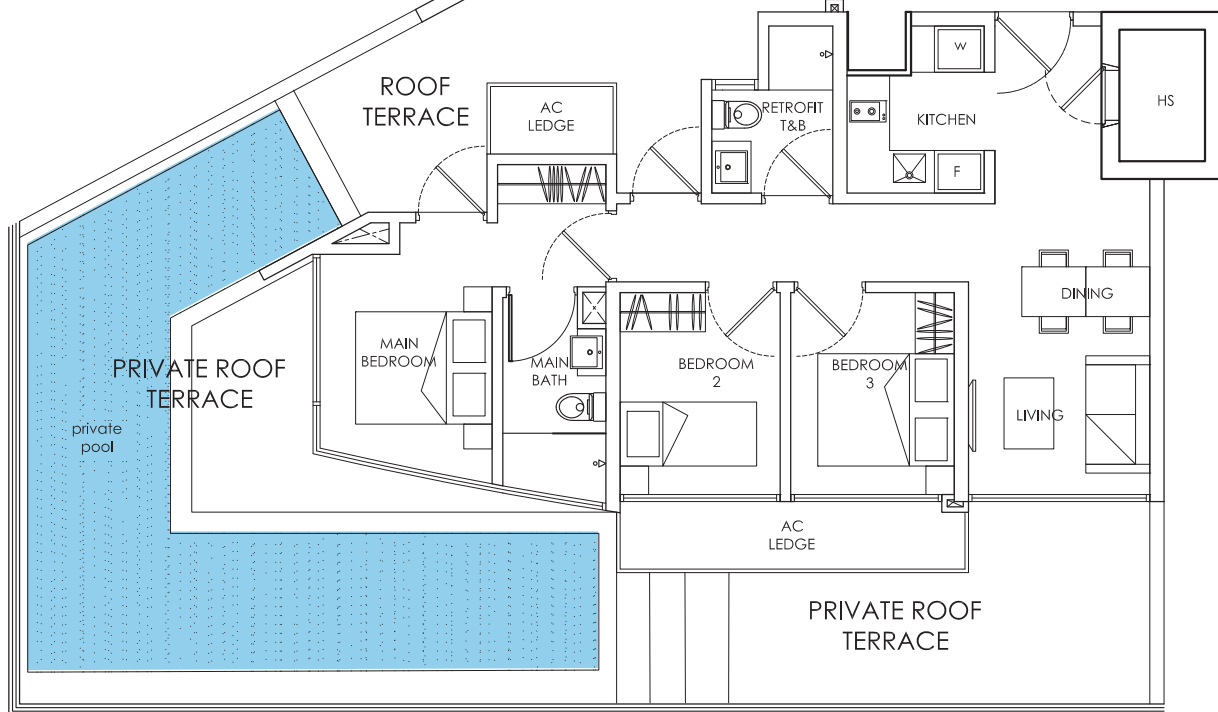 W
ROOF
TERRACE
AC
LEDGE
RETROFIT
T&B
KITCHEN
HS
F
DINING
MAIN
BEDROOM
MAIN
BATH
BEDROOM
2
BEDROOM
3
PRIVATE ROOF
TERRACE
LIVING
private
pool
AC
LEDGE
PRIVATE ROOF
TERRACE